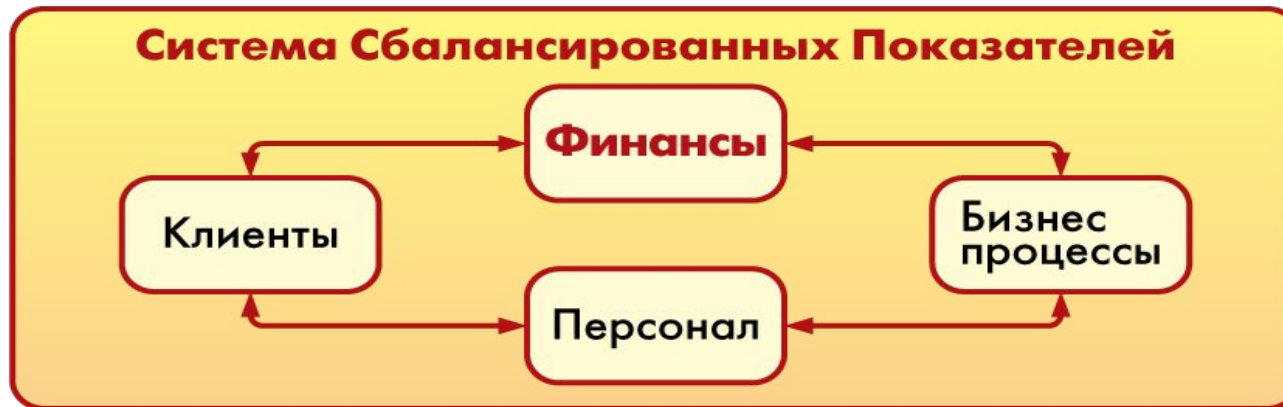 Система Сбалансированных Показателей
Финансы
Клиенты
Бизнес
процессы
Персонал